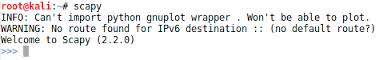 root@kali:~# scapy
INFO: Can't import python gnuplot wrapper . Won't be able to plot.
WARNING: No route found for IPv6 destination :: (no default route?)
Welcome to Scapy (2.2.0)
>>>